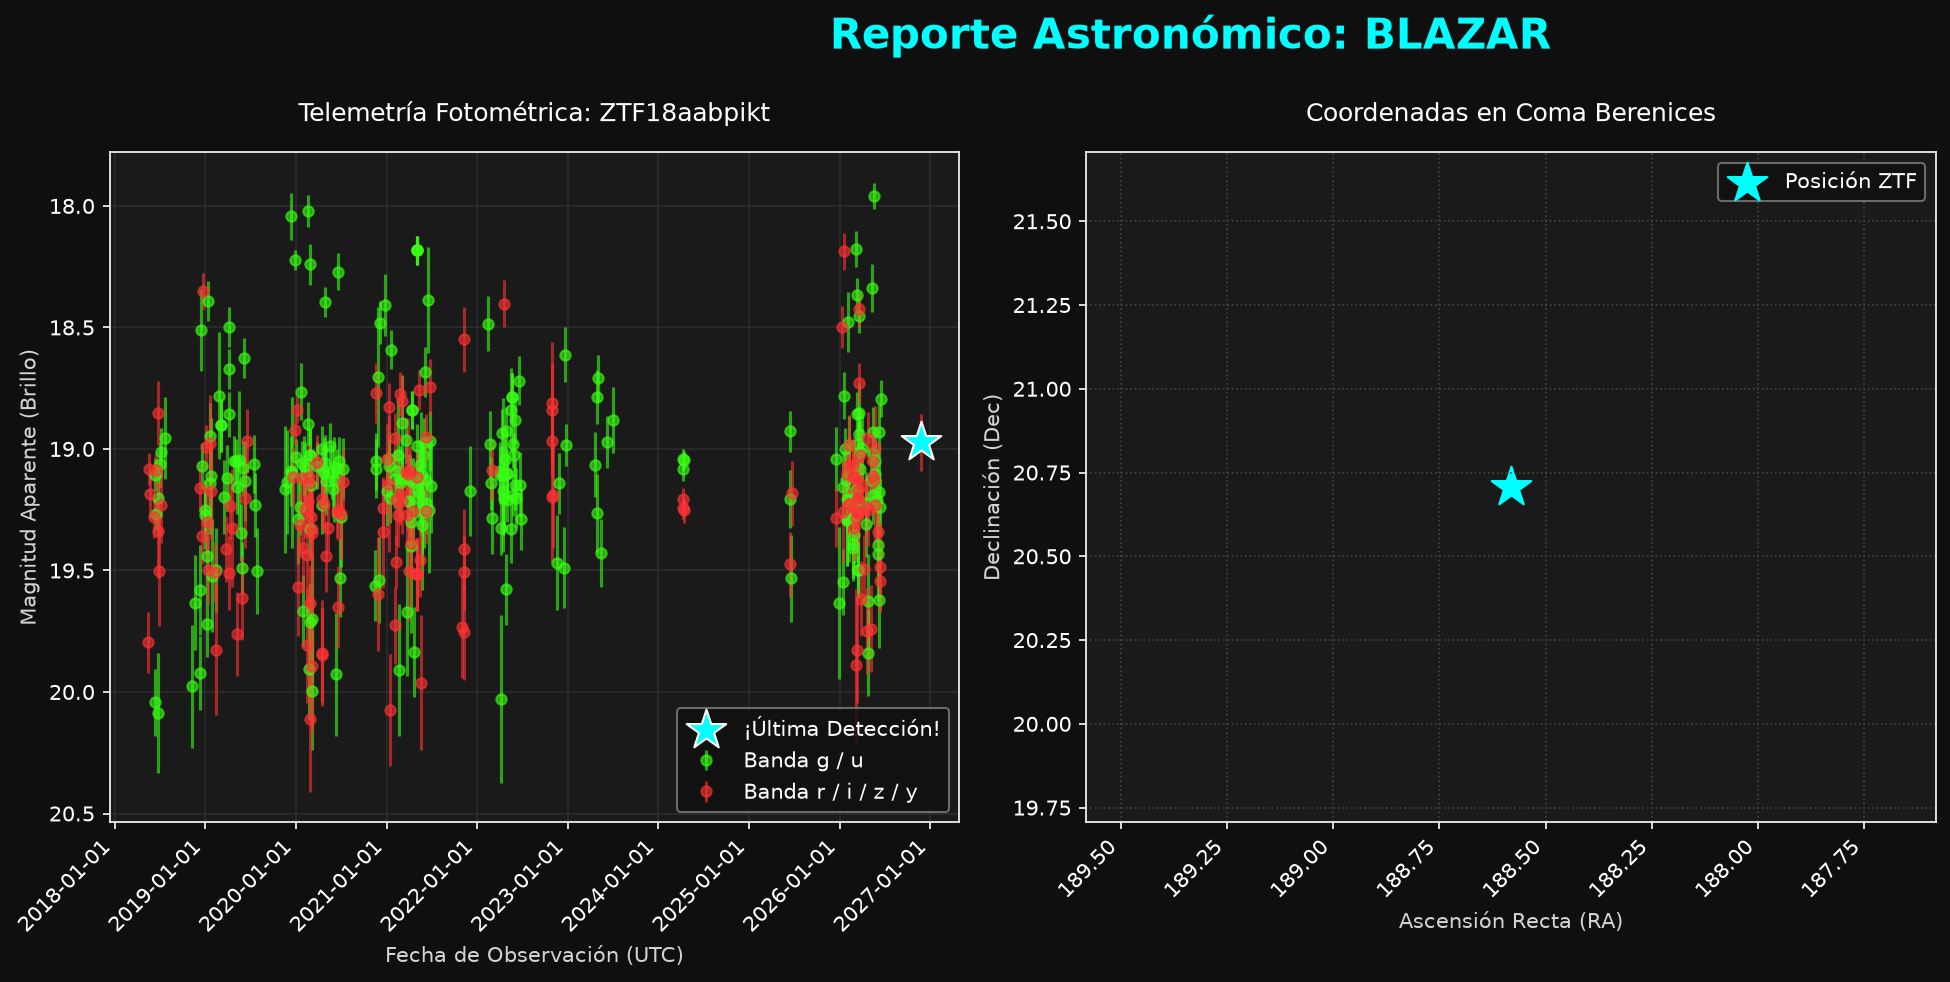 Reporte Astronómico: BLAZAR
Telemetría Fotométrica: ZTF18aabpikt
Magnitud Aparente (Brillo)
18.0
18.5
19.0
19.5
20.0
20.5
¡Última Detección!
Banda g / u
Banda r / i / z / y
2018-01-01
2019-01-01
2020-01-01
2021-01-01
2022-01-01
2023-01-01
2024-01-01
2025-01-01
2026-01-01
2027-01-01
Fecha de Observación (UTC)
Coordenadas en Coma Berenices
Posición ZTF
Declinación (Dec)
21.50
21.25
21.00
20.75
20.50
20.25
20.00
19.75
189.50
189.25
189.00
188.75
188.50
188.25
188.00
187.75
Ascensión Recta (RA)